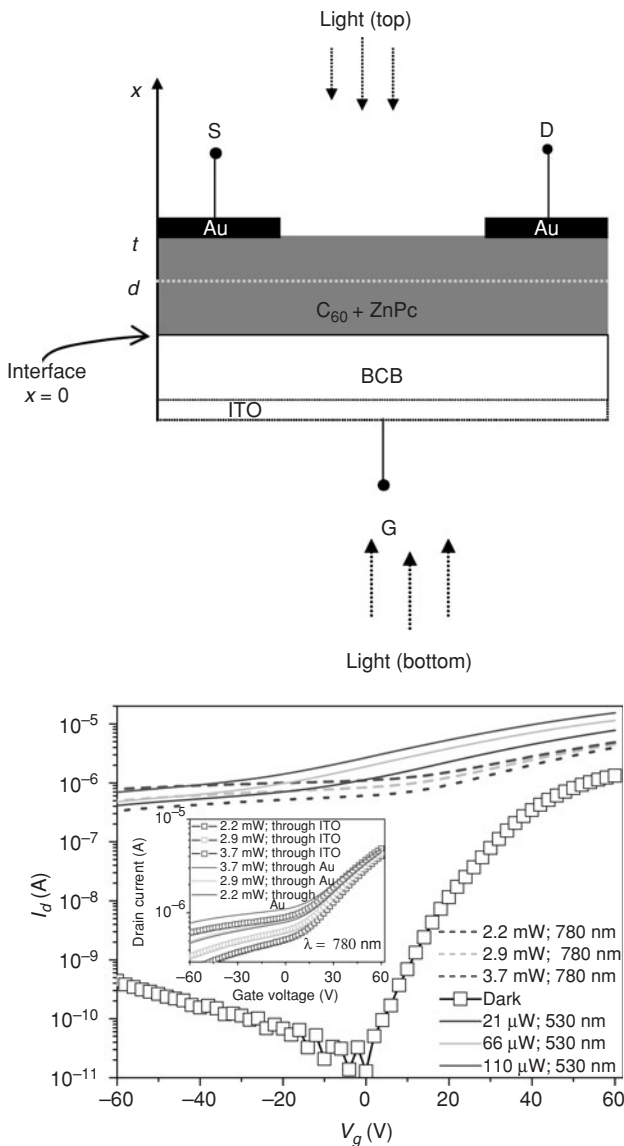 Light (top)
x
S
D
Au
Au
t
d
C60 + ZnPc
Interface
x = 0
BCB
ITO
G
Light (bottom)
10⁻⁵
10⁻⁶
10⁻⁷
10⁻⁸
10⁻⁹
10⁻¹⁰
10⁻¹¹
I_d (A)
−60
−40
−20
0
20
40
60
V_g (V)
10⁻⁵
10⁻⁶
Drain current (A)
2.2 mW; through ITO
2.9 mW; through ITO
3.7 mW; through ITO
3.7 mW; through Au
2.9 mW; through Au
2.2 mW; through
Au
λ = 780 nm
−60
−30
0
30
60
Gate voltage (V)
2.2 mW; 780 nm
2.9 mW; 780 nm
3.7 mW; 780 nm
Dark
21 μW; 530 nm
66 μW; 530 nm
110 μW; 530 nm